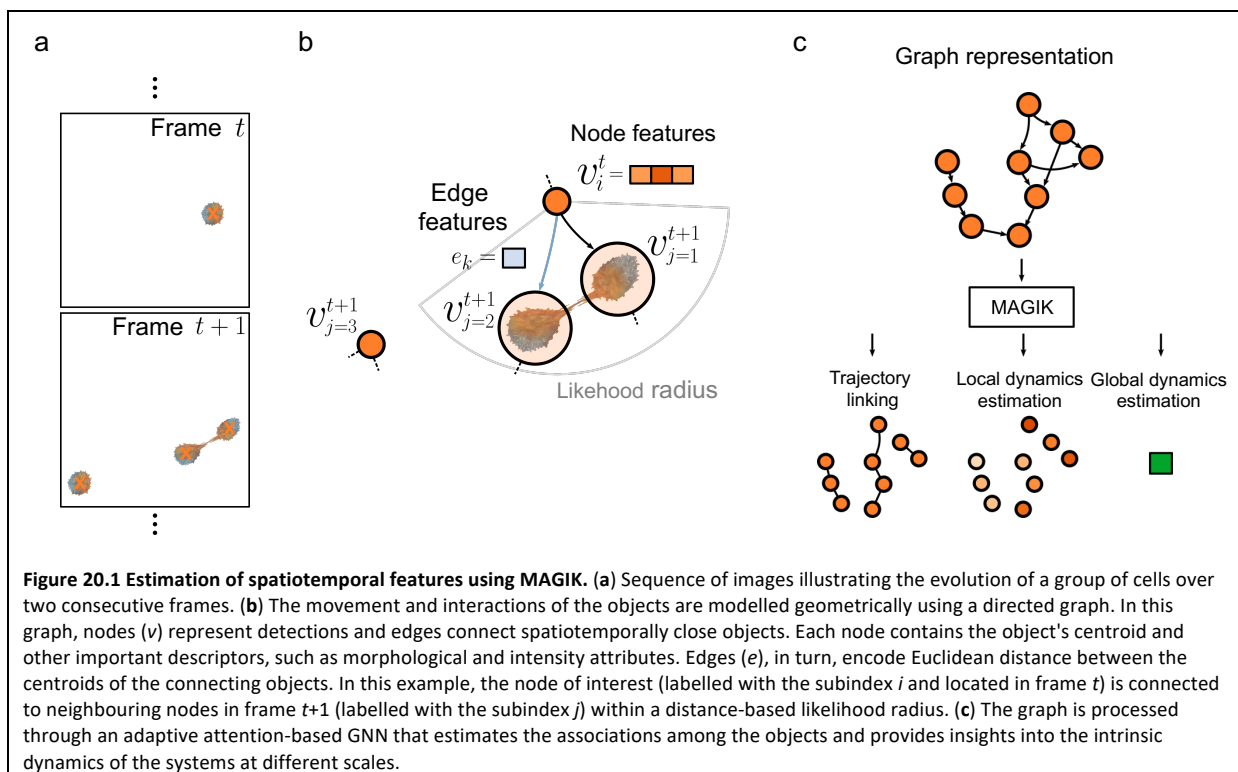 a
Frame t
Frame t + 1
b
Node features
v_i^t =
Edge
features
e_k =
v_{j=1}^{t+1}
v_{j=2}^{t+1}
v_{j=3}^{t+1}
Likehood radius
c
Graph representation
MAGIK
Trajectory
linking
Local dynamics
estimation
Global dynamics
estimation
Figure 20.1 Estimation of spatiotemporal features using MAGIK. (a) Sequence of images illustrating the evolution of a group of cells over
two consecutive frames. (b) The movement and interactions of the objects are modelled geometrically using a directed graph. In this
graph, nodes (v) represent detections and edges connect spatiotemporally close objects. Each node contains the object's centroid and
other important descriptors, such as morphological and intensity attributes. Edges (e), in turn, encode Euclidean distance between the
centroids of the connecting objects. In this example, the node of interest (labelled with the subindex i and located in frame t) is connected
to neighbouring nodes in frame t+1 (labelled with the subindex j) within a distance-based likelihood radius. (c) The graph is processed
through an adaptive attention-based GNN that estimates the associations among the objects and provides insights into the intrinsic
dynamics of the systems at different scales.